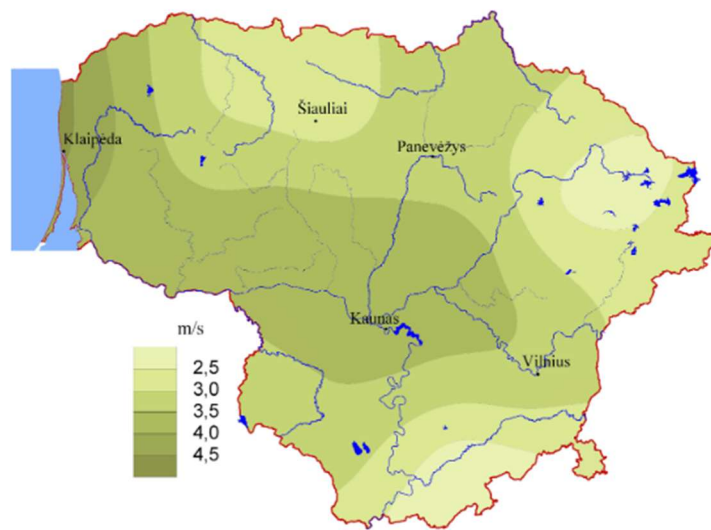 Šiauliai
Klaipėda
Panevėžys
Kaunas
Vilnius
m/s
2,5
3,0
3,5
4,0
4,5